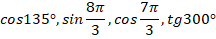 cos135°, sin 8π/3, cos 7π/3, tg300°